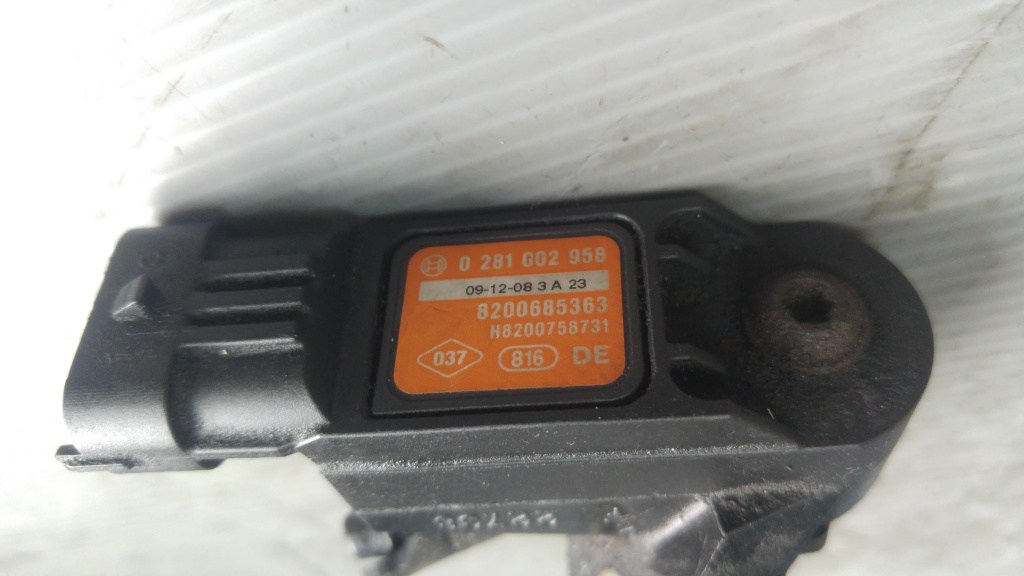 0 281 002 958
09-12-08 3 A 23
8200685363
H8200758731
037 816 DE